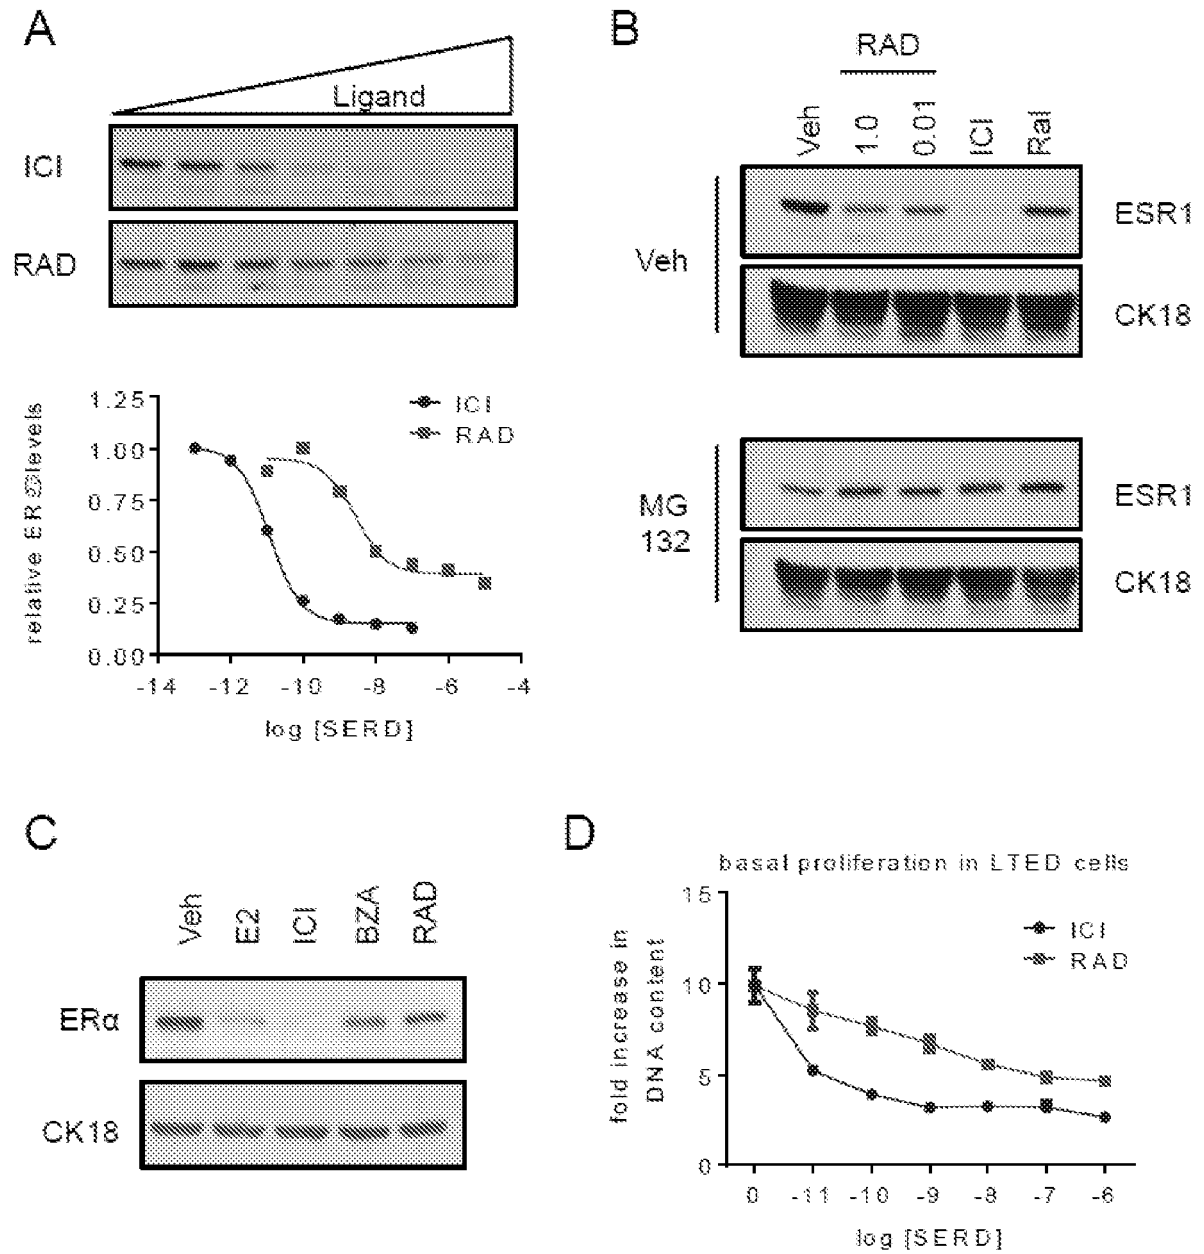 A
Ligand
ICI
RAD
relative ER levels
1.25
1.00
0.75
0.50
0.25
0.00
ICI
RAD
-14 -12 -10 -8 -6 -4
log [SERD]
B
RAD
Veh 1.0 0.01 ICI Ral
Veh
ESR1
CK18
MG
132
ESR1
CK18
C
Veh E2 ICI BZA RAD
ERα
CK18
D
basal proliferation in LTED cells
fold increase in
DNA content
15
10
5
0
ICI
RAD
0 -11 -10 -9 -8 -7 -6
log [SERD]